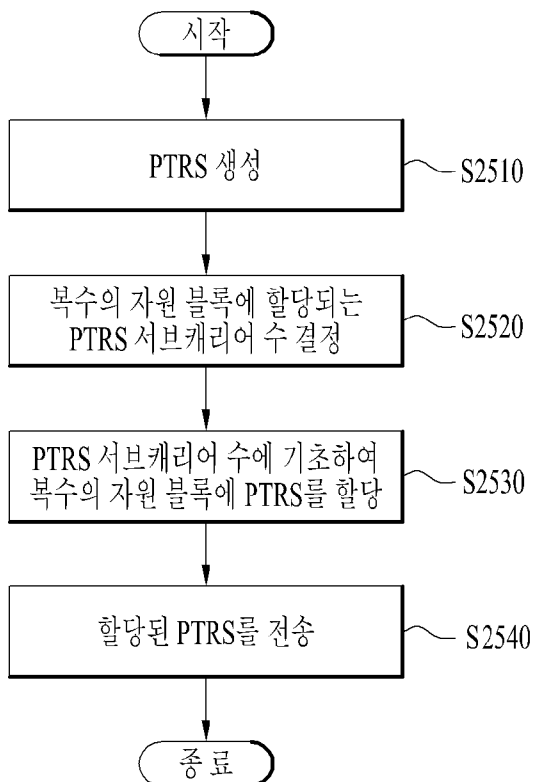 시작
PTRS 생성
S2510
복수의 자원 블록에 할당되는
PTRS 서브캐리어 수 결정
S2520
PTRS 서브캐리어 수에 기초하여
복수의 자원 블록에 PTRS를 할당
S2530
할당된 PTRS를 전송
S2540
종료